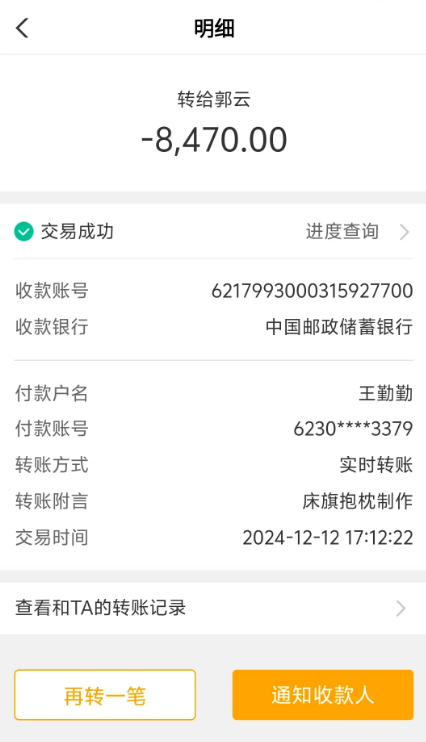 明细
转给郭云
-8,470.00
交易成功 进度查询
收款账号 6217993000315927700
收款银行 中国邮政储蓄银行
付款户名 王勤勤
付款账号 6230****3379
转账方式 实时转账
转账附言 床旗抱枕制作
交易时间 2024-12-12 17:12:22
查看和TA的转账记录
再转一笔 通知收款人